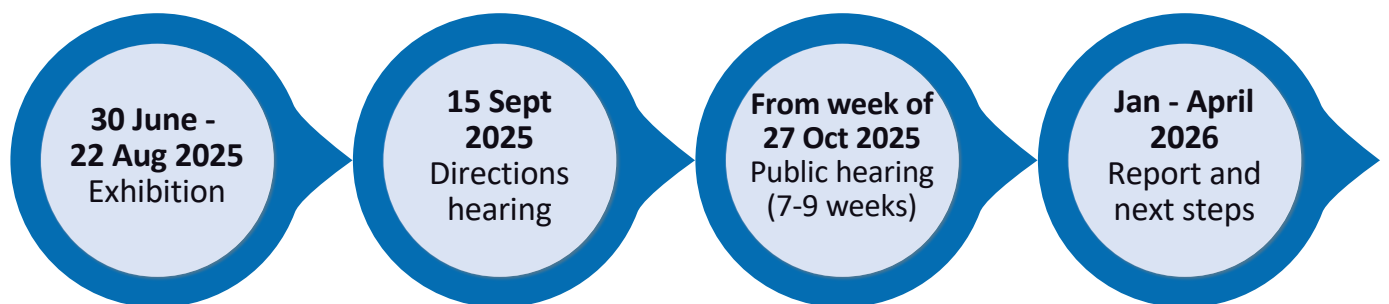 30 June -
22 Aug 2025
Exhibition
15 Sept
2025
Directions
hearing
From week of
27 Oct 2025
Public hearing
(7-9 weeks)
Jan - April
2026
Report and
next steps